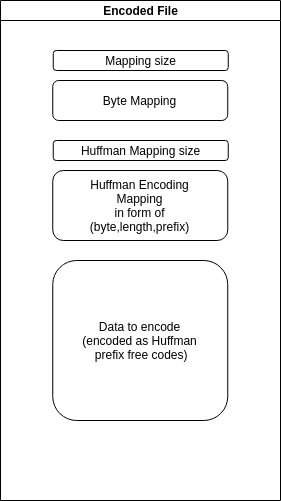 Encoded File
Mapping size
Byte Mapping
Huffman Mapping size
Huffman Encoding
Mapping
in form of
(byte,length,prefix)
Data to encode
(encoded as Huffman
prefix free codes)